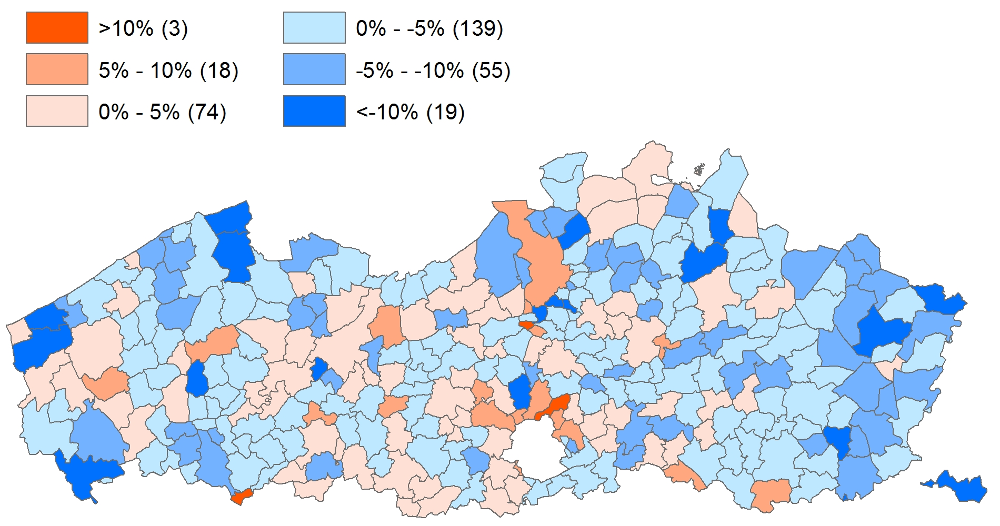 >10% (3)
5% - 10% (18)
0% - 5% (74)
0% - -5% (139)
-5% - -10% (55)
<-10% (19)